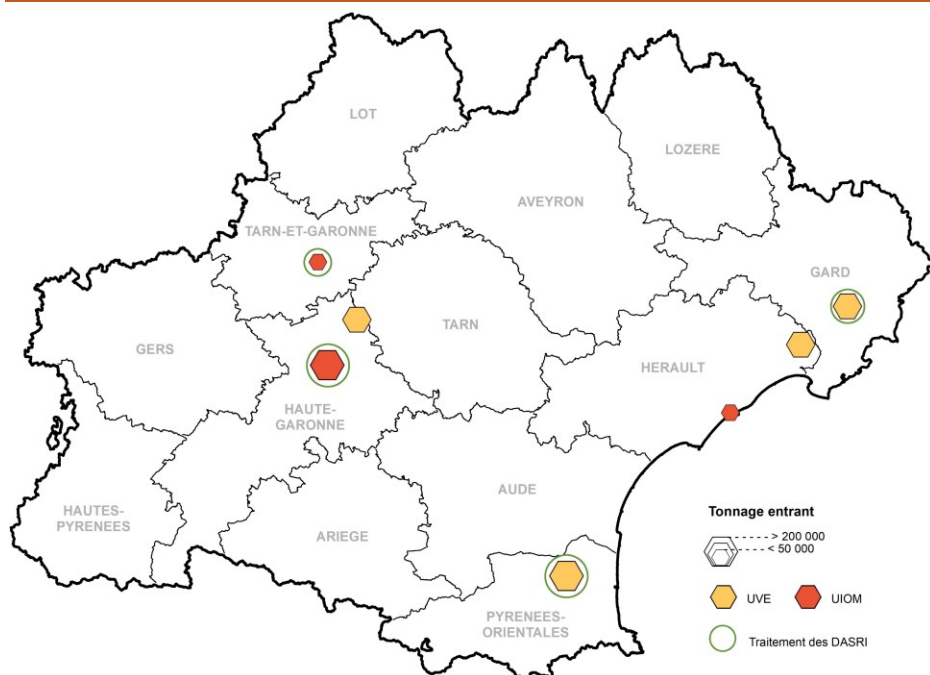 LOT
LOZERE
AVEYRON
TARN-ET-GARONNE
GARD
TARN
GERS
HERAULT
HAUTE-
GARONNE
AUDE
HAUTES-
PYRENEES
ARIEGE
PYRENEES-
ORIENTALES
Tonnage entrant
> 200 000
< 50 000
UVE
UIOM
Traitement des DASRI